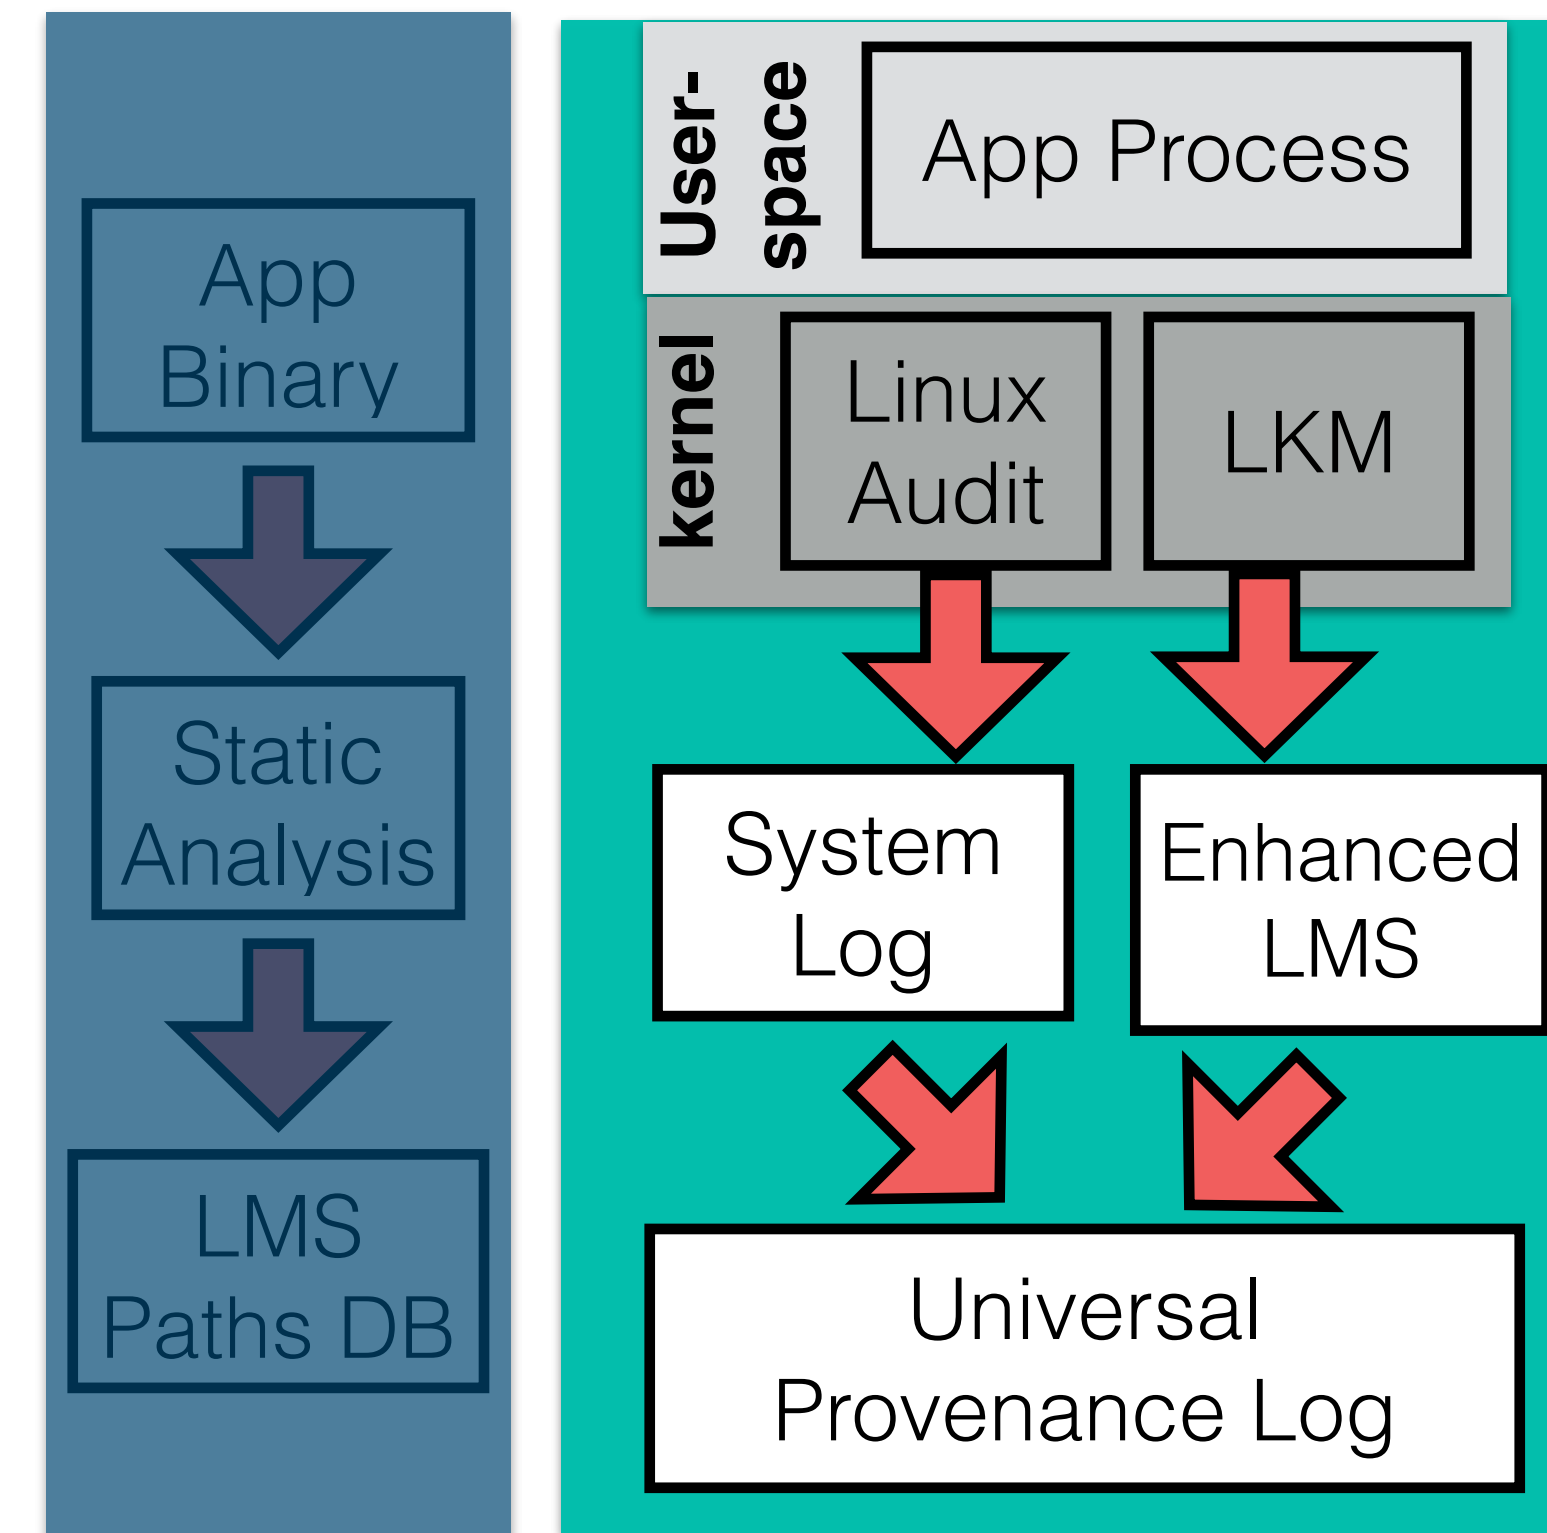 App
Binary
Static
Analysis
LMS
Paths DB
User-
space
App Process
kernel
Linux
Audit
LKM
System
Log
Enhanced
LMS
Universal
Provenance Log